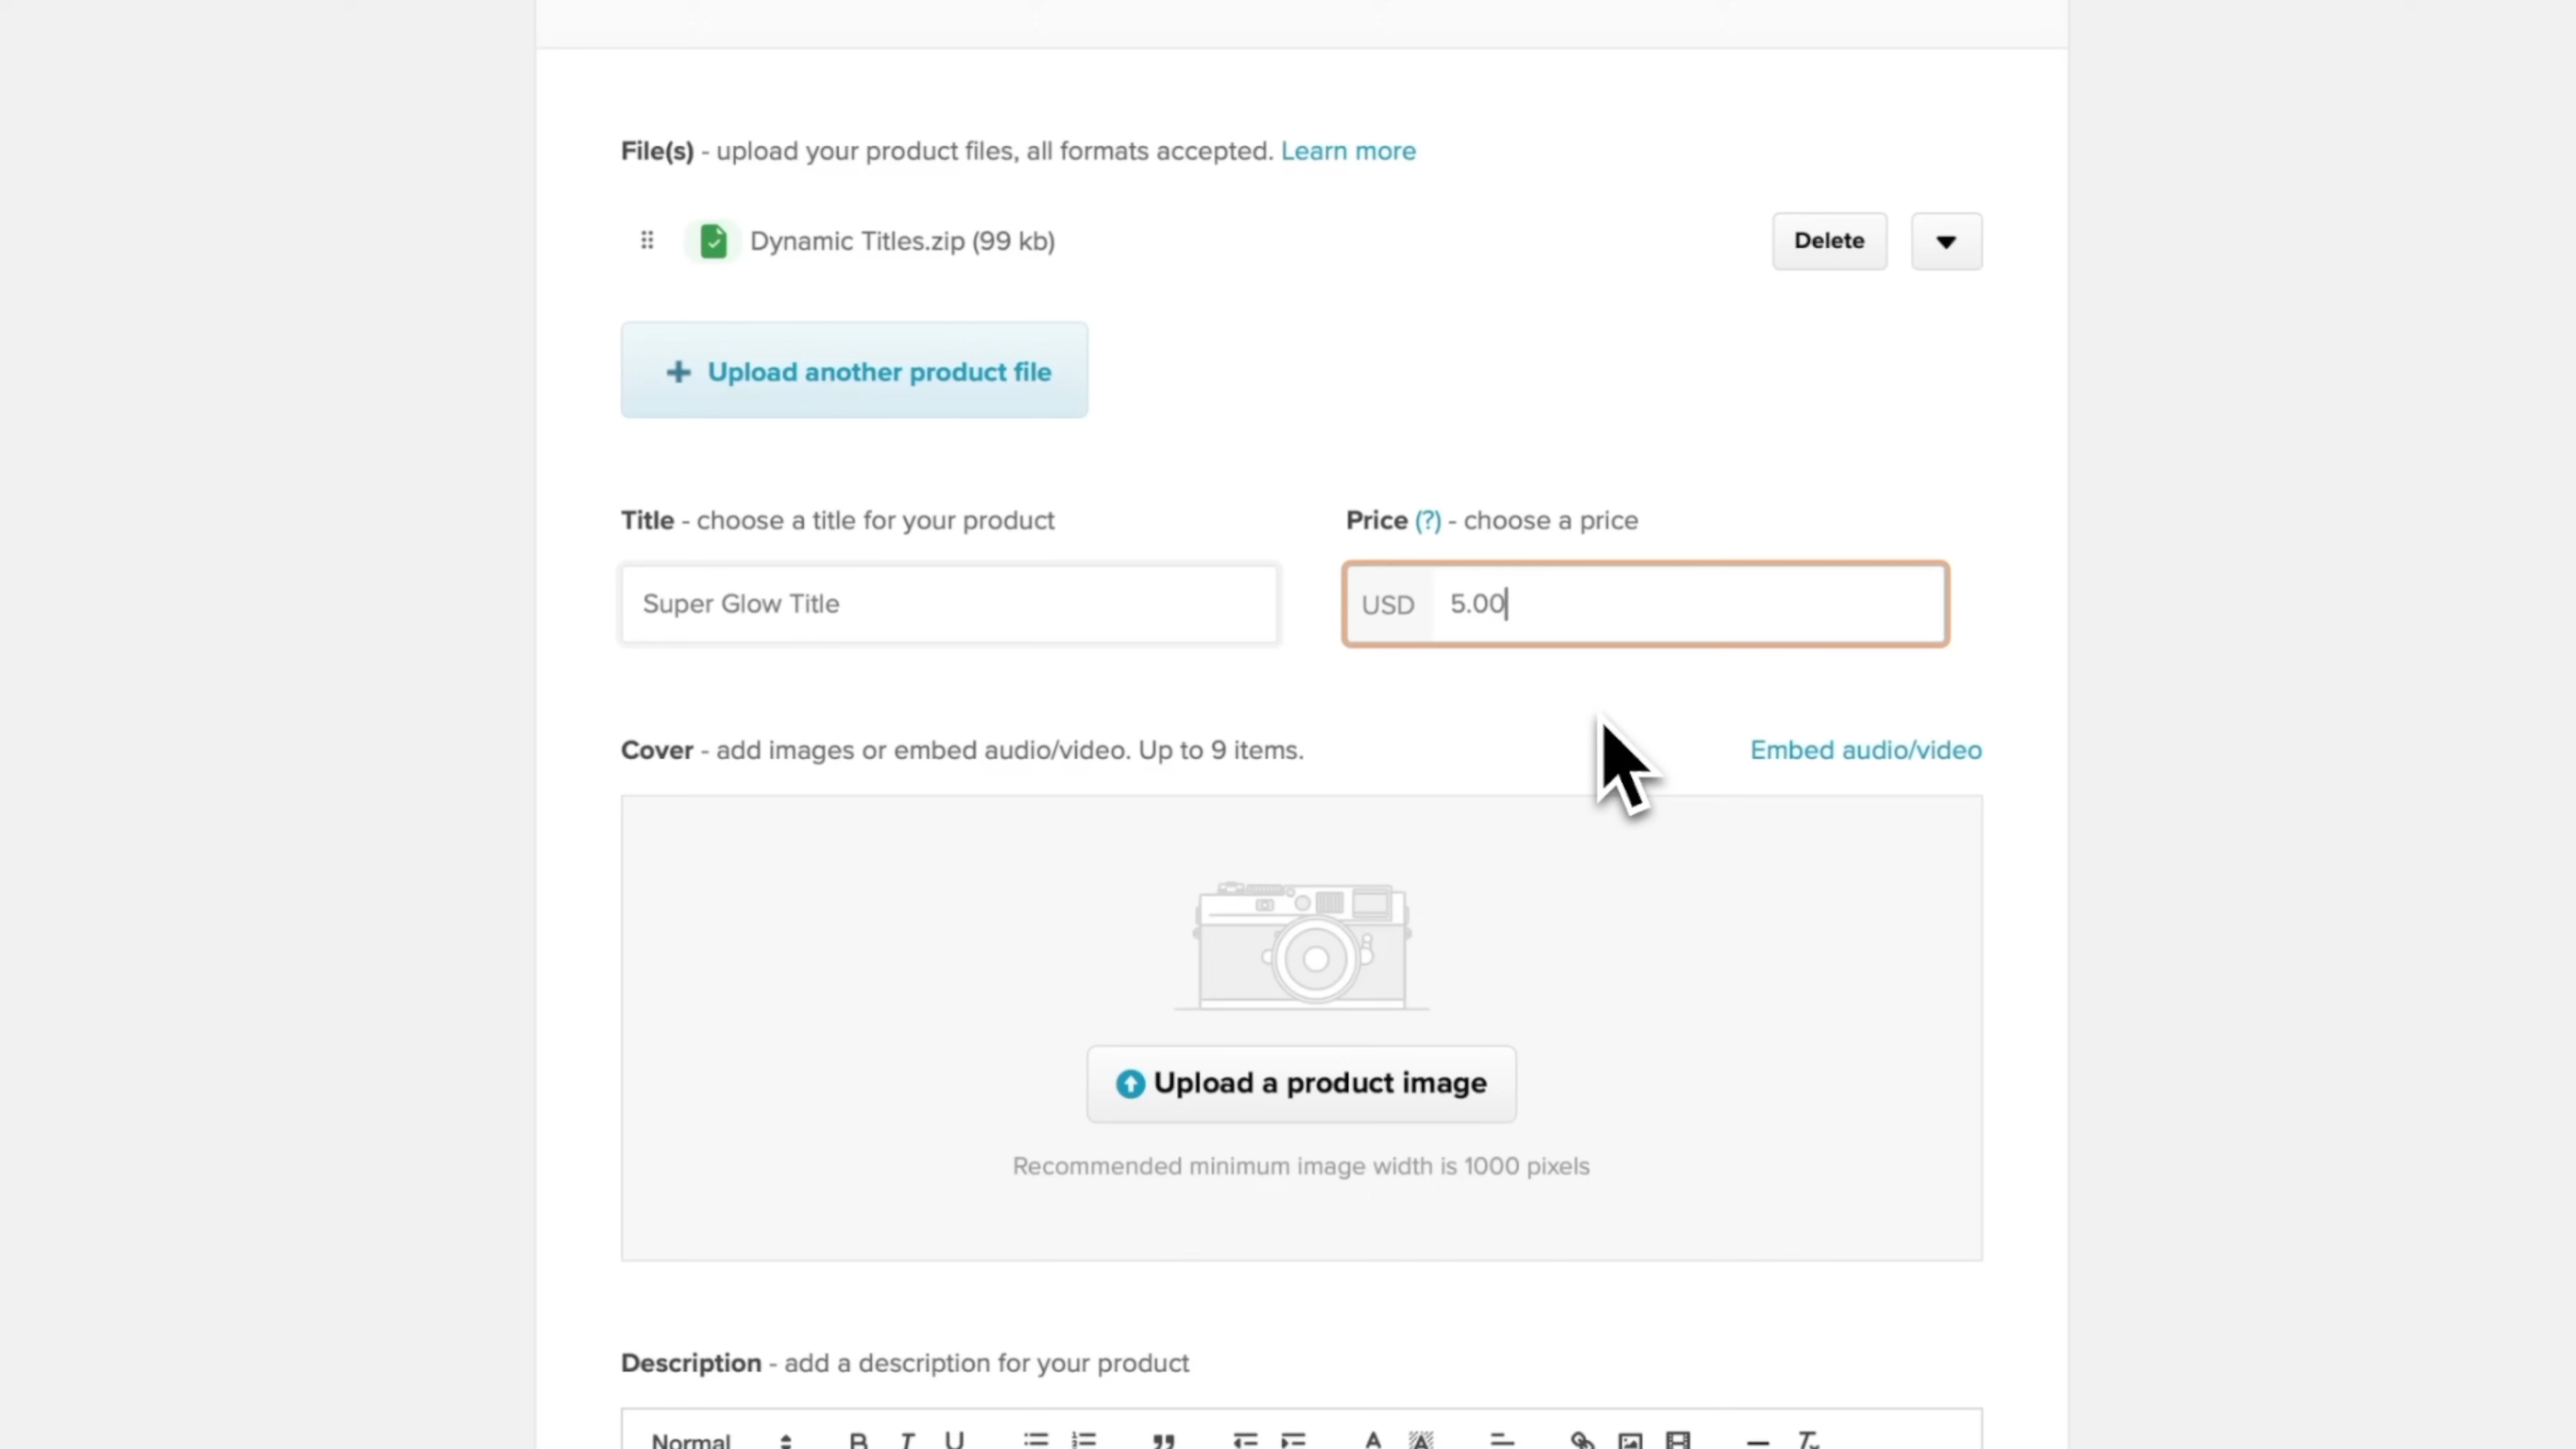 File(s) - upload your product files, all formats accepted. Learn more
Dynamic Titles.zip (99 kb)
Delete
+ Upload another product file
Title - choose a title for your product
Price (?) - choose a price
Super Glow Title
USD 5.00
Cover - add images or embed audio/video. Up to 9 items.
Embed audio/video
Upload a product image
Recommended minimum image width is 1000 pixels
Description - add a description for your product
Normal B I U